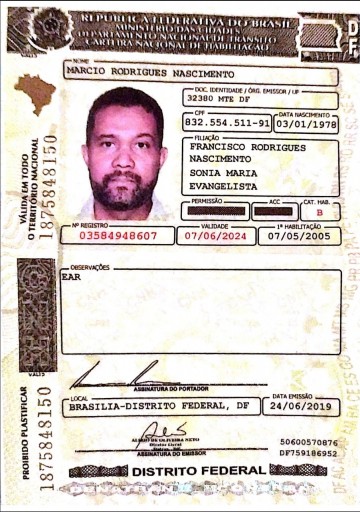 REPÚBLICA FEDERATIVA DO BRASIL
MINISTÉRIO DAS CIDADES
DEPARTAMENTO NACIONAL DE TRÂNSITO
CARTEIRA NACIONAL DE HABILITAÇÃO
NOME
MARCIO RODRIGUES NASCIMENTO
DOC. IDENTIDADE / ÓRG. EMISSOR / UF
32380 MTE DF
CPF
832.554.511-91
DATA NASCIMENTO
03/01/1978
FILIAÇÃO
FRANCISCO RODRIGUES
NASCIMENTO
SONIA MARIA
EVANGELISTA
PERMISSÃO
ACC
CAT. HAB.
B
Nº REGISTRO
03584948607
VALIDADE
07/06/2024
1ª HABILITAÇÃO
07/05/2005
VÁLIDA EM TODO
O TERRITÓRIO NACIONAL
1875848150
OBSERVAÇÕES
EAR
ASSINATURA DO PORTADOR
LOCAL
BRASILIA-DISTRITO FEDERAL, DF
DATA EMISSÃO
24/06/2019
ASSINATURA DO EMISSOR
50600570876
DF759186952
PROIBIDO PLASTIFICAR
1875848150
DISTRITO FEDERAL